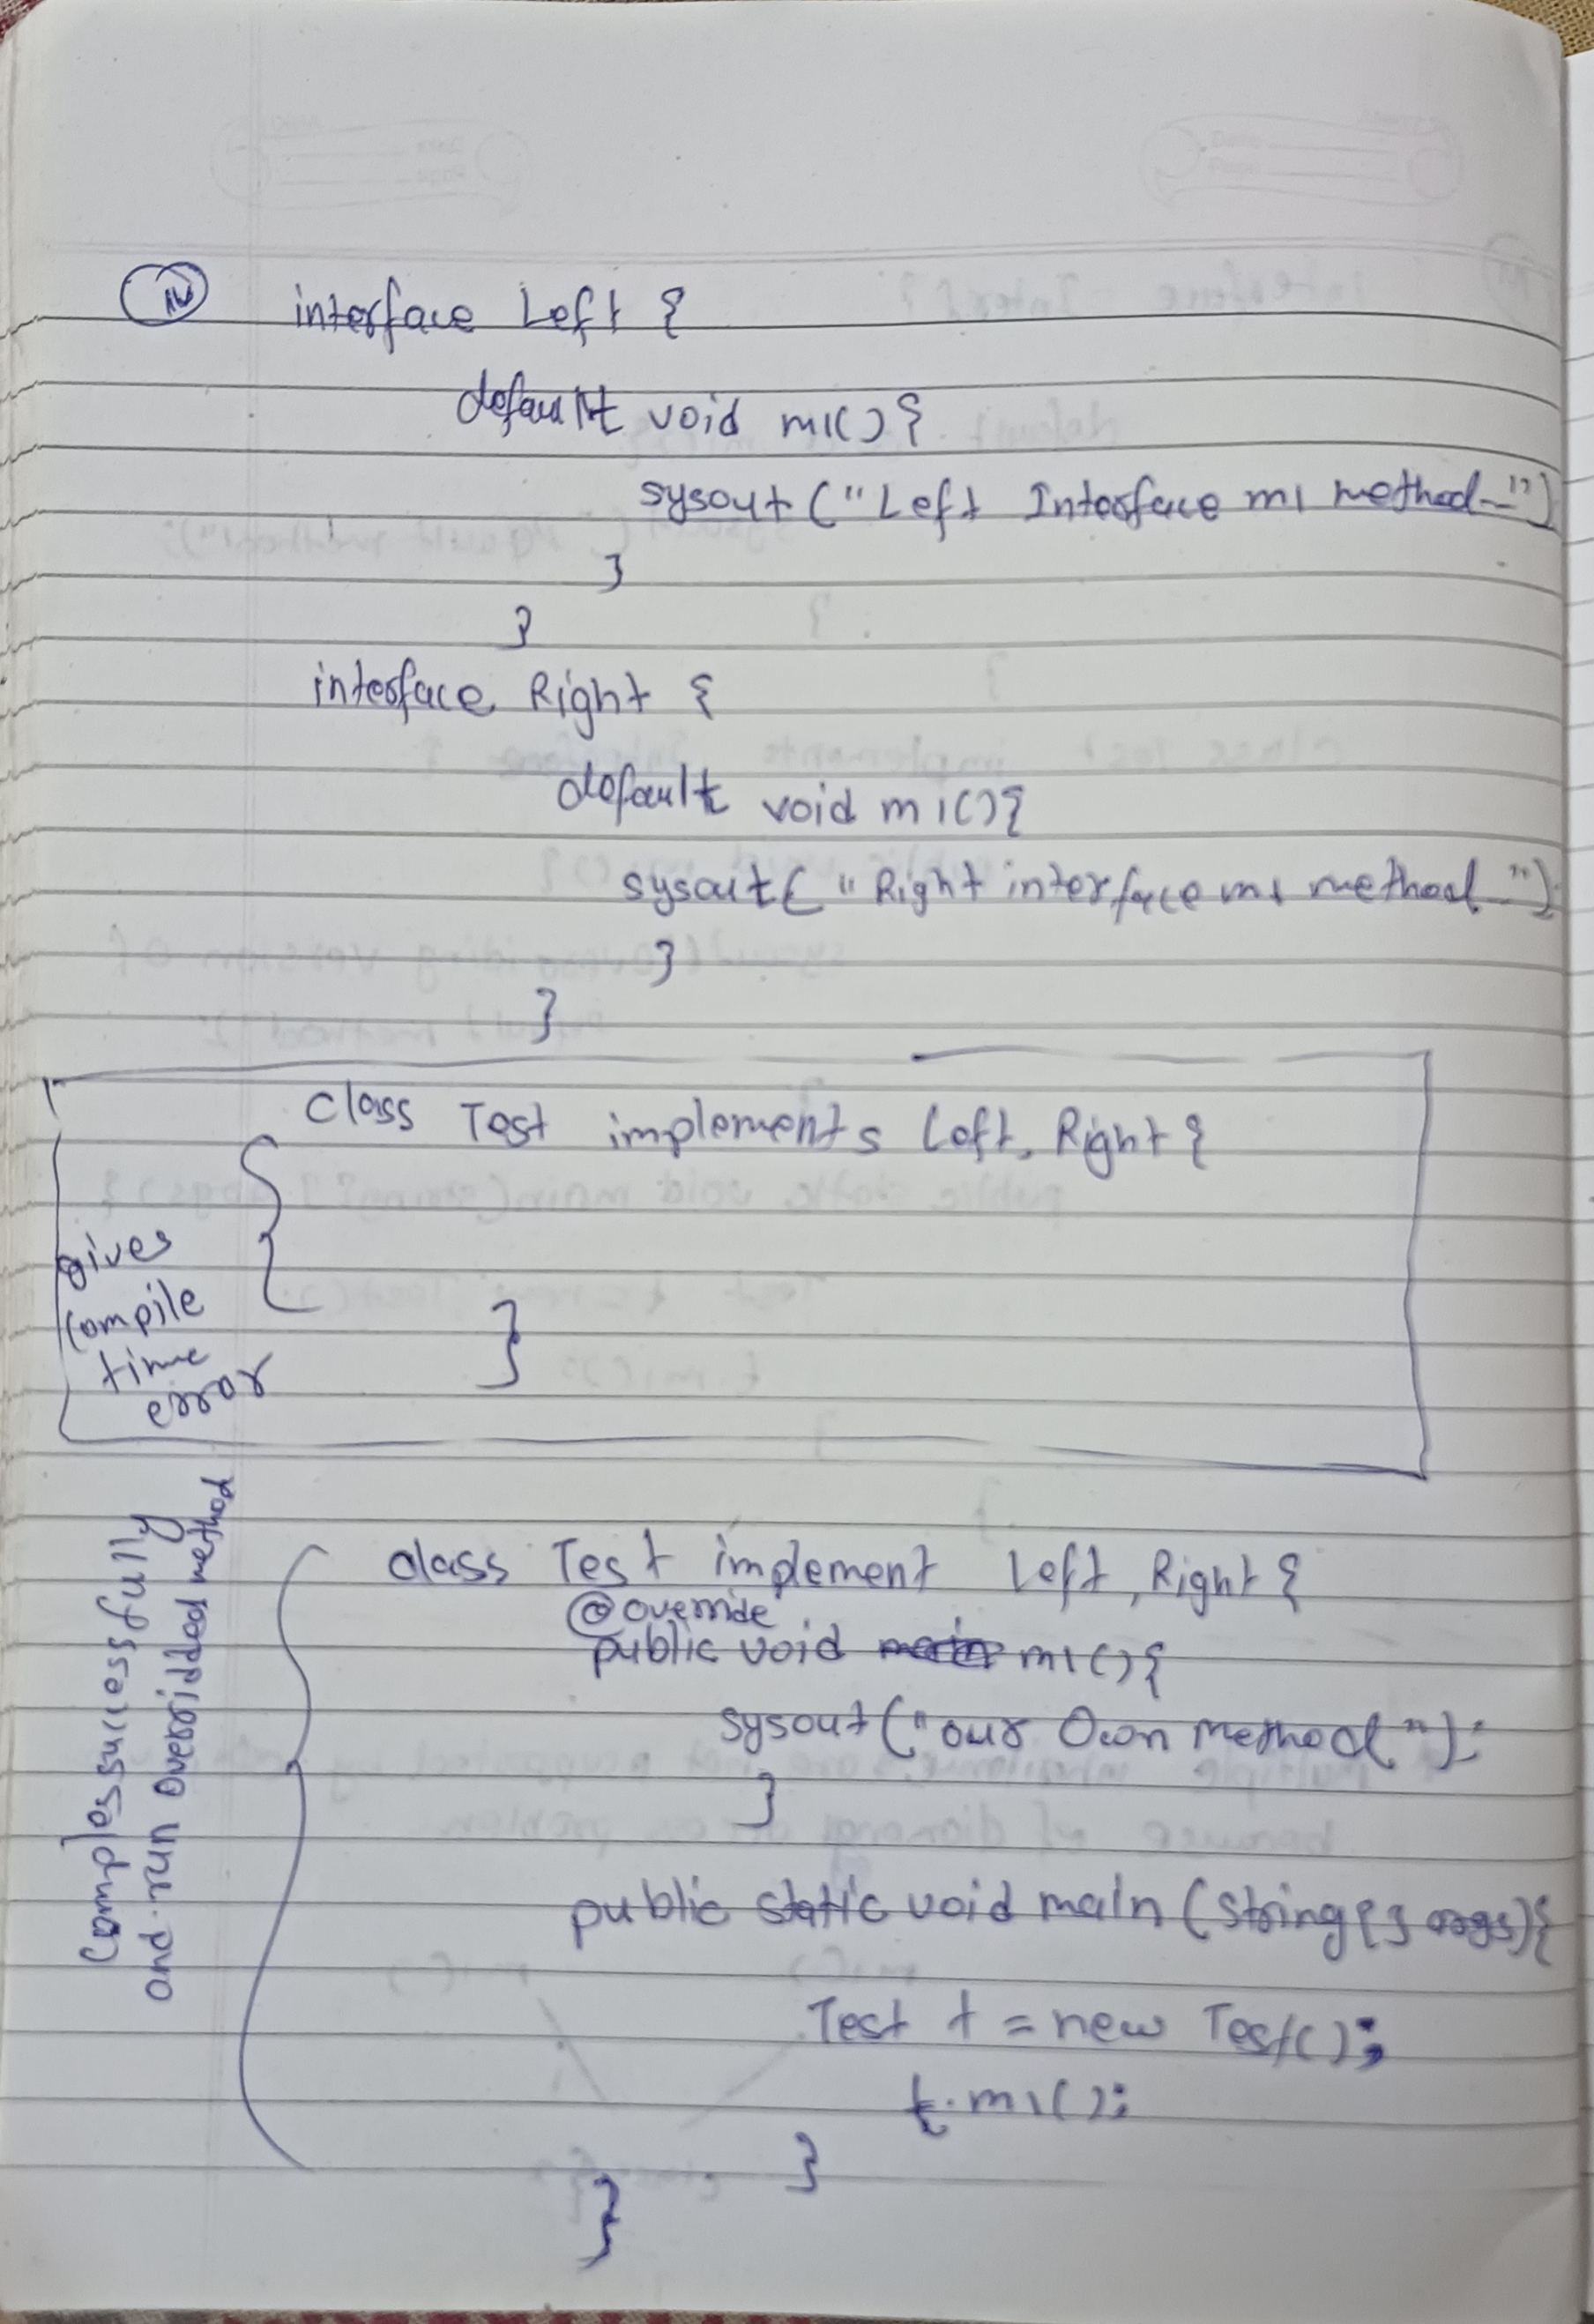 iv
interface Left {
default void m1(){
sysout ("Left Interface m1 method-")
}
}
interface Right {
default void m1(){
sysout( "Right interface m1 method ");
}
}
class Test implements Left, Right {
gives
compile
time
error
}
Comples successfully
and run overridded method
class Test implement Left, Right {
@override
public void m1(){
sysout("our Own Method");
}
public static void main (String[] args){
Test t = new Test();
t.m1();
}
}